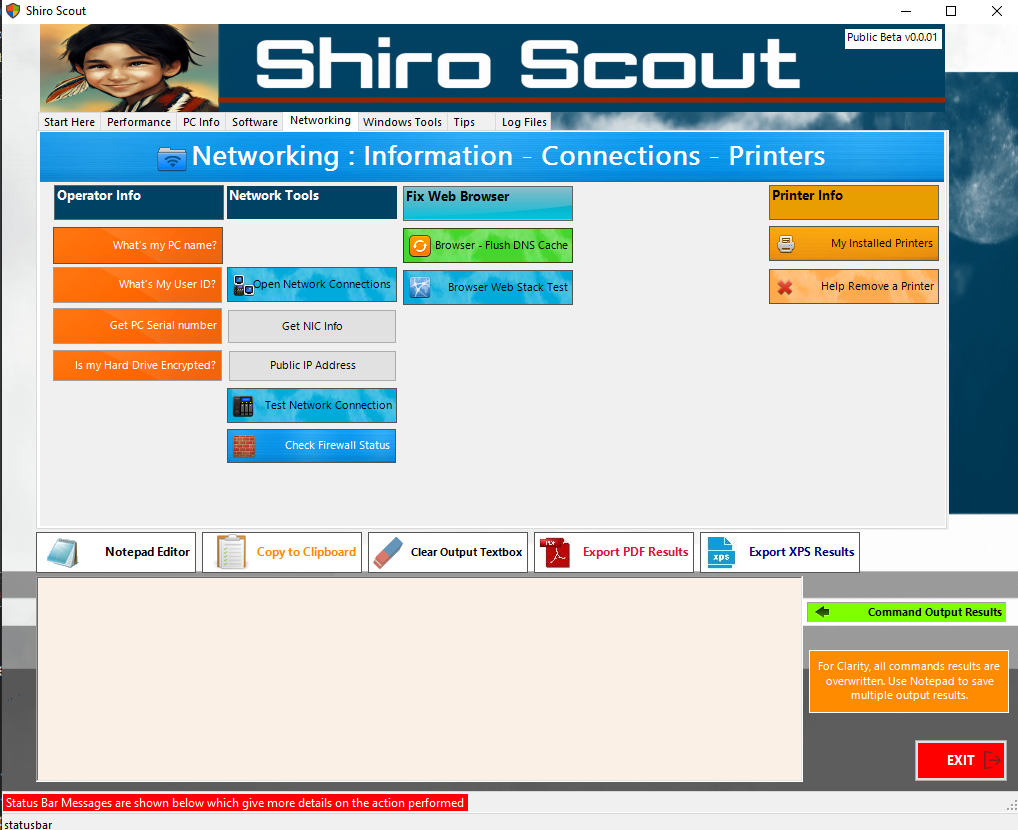 Shiro Scout
Shiro Scout
Public Beta v0.0.01
Start Here
Performance
PC Info
Software
Networking
Windows Tools
Tips
Log Files
Networking : Information - Connections - Printers
Operator Info
Network Tools
Fix Web Browser
Printer Info
What's my PC name?
Browser - Flush DNS Cache
My Installed Printers
What's My User ID?
Open Network Connections
Browser Web Stack Test
Help Remove a Printer
Get PC Serial number
Get NIC Info
Is my Hard Drive Encrypted?
Public IP Address
Test Network Connection
Check Firewall Status
Notepad Editor
Copy to Clipboard
Clear Output Textbox
PDF
Export PDF Results
xps
Export XPS Results
Command Output Results
For Clarity, all commands results are
overwritten. Use Notepad to save
multiple output results.
EXIT
Status Bar Messages are shown below which give more details on the action performed
statusbar